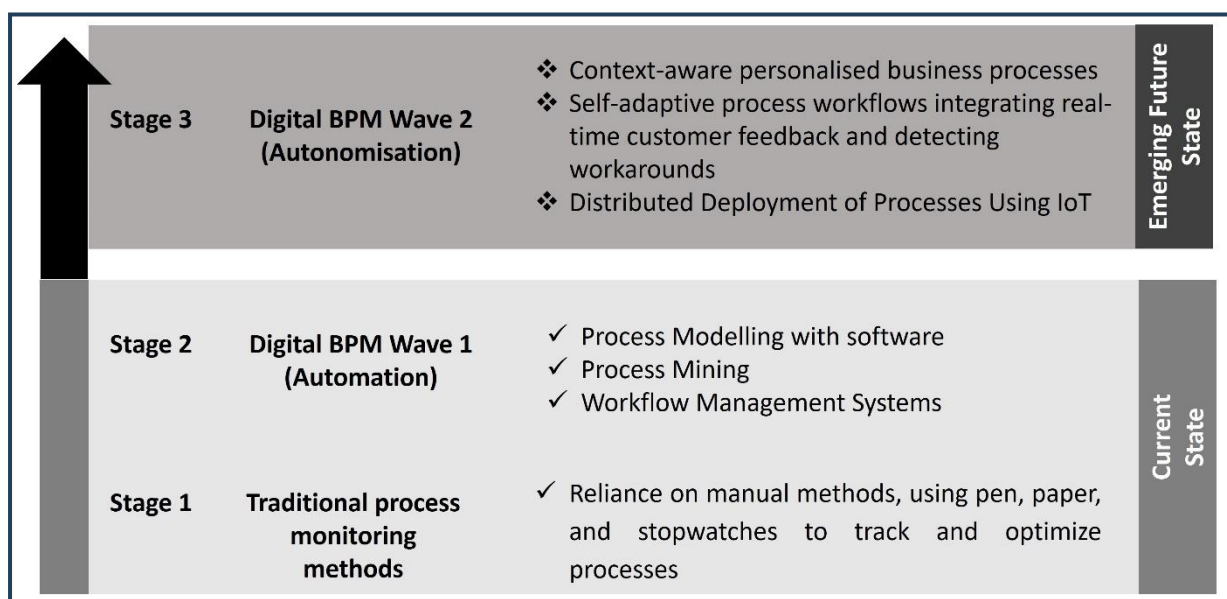 Stage 3
Digital BPM Wave 2
(Autonomisation)
❖ Context-aware personalised business processes
❖ Self-adaptive process workflows integrating real-
time customer feedback and detecting
workarounds
❖ Distributed Deployment of Processes Using IoT
Emerging Future
State
Stage 2
Digital BPM Wave 1
(Automation)
✓ Process Modelling with software
✓ Process Mining
✓ Workflow Management Systems
Stage 1
Traditional process
monitoring
methods
✓ Reliance on manual methods, using pen, paper,
and stopwatches to track and optimize
processes
Current
State